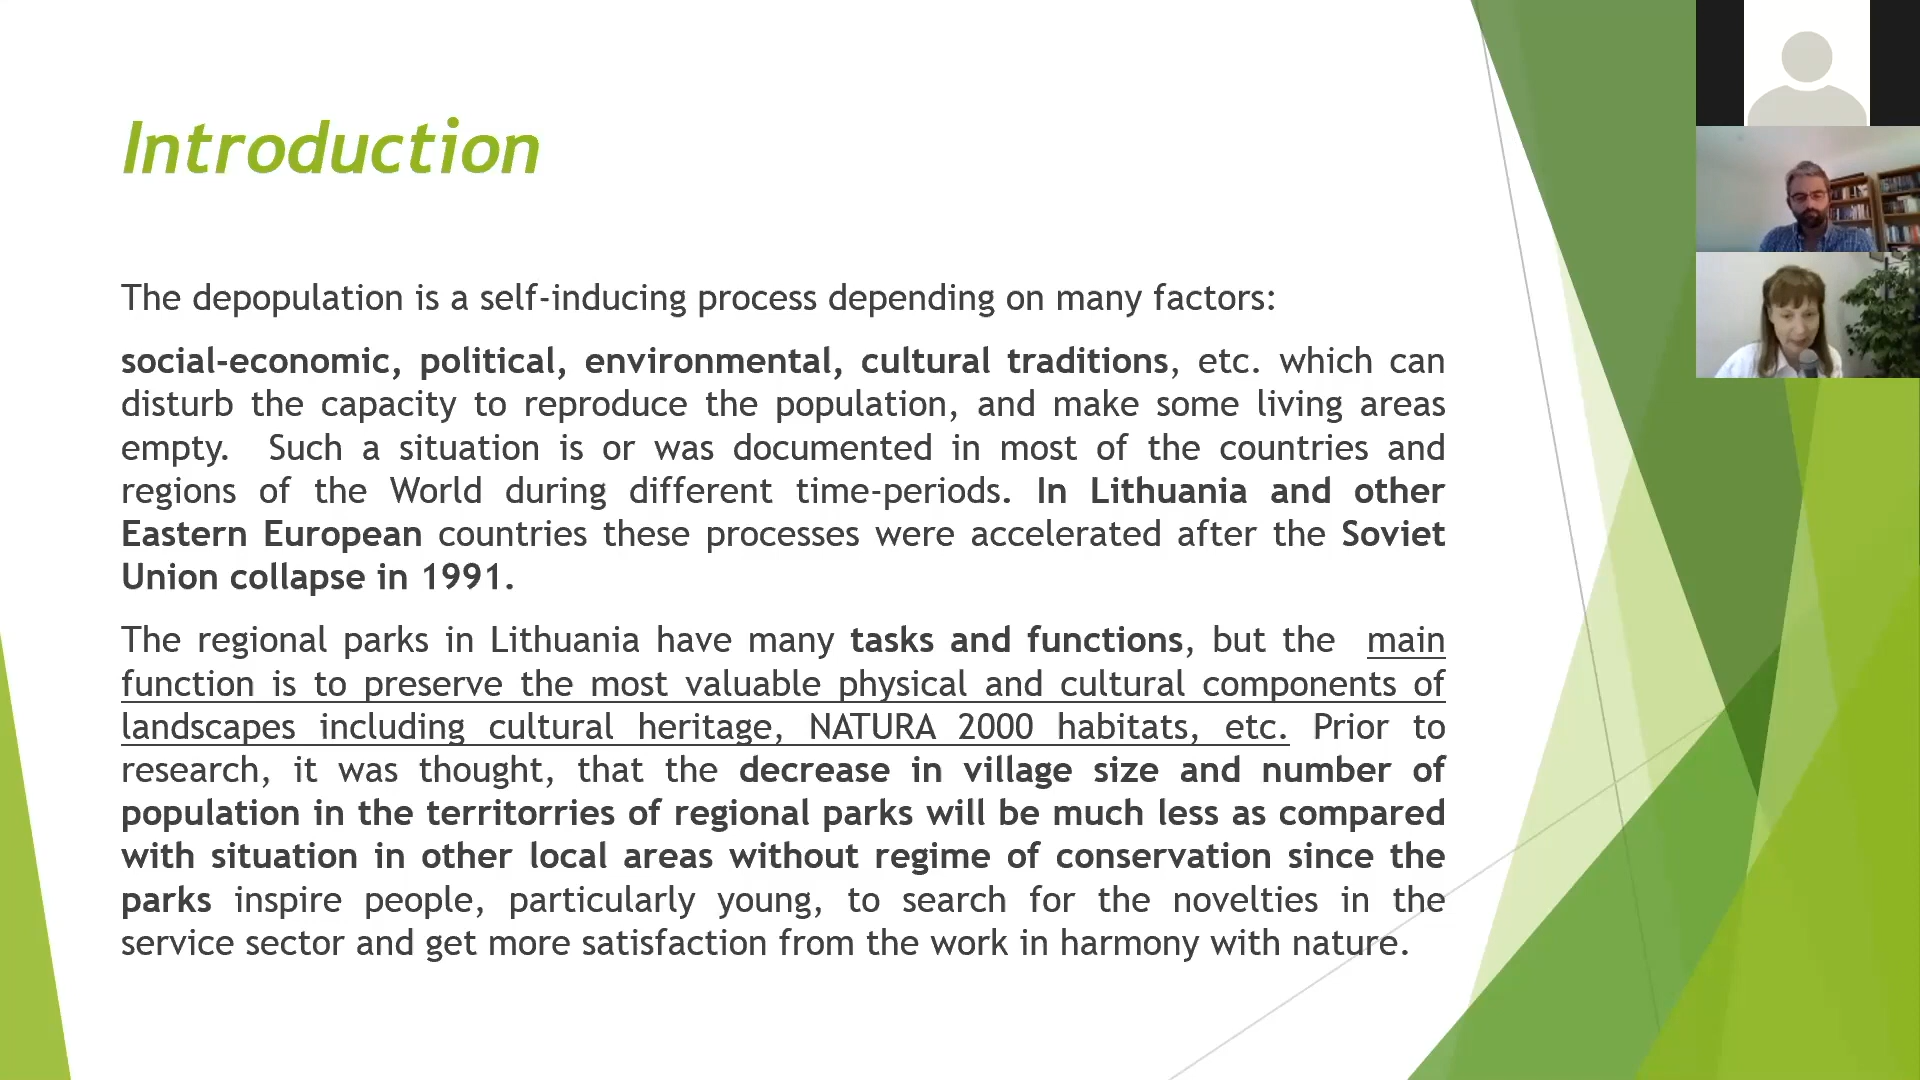 Introduction
The depopulation is a self-inducing process depending on many factors:
social-economic, political, environmental, cultural traditions, etc. which can
disturb the capacity to reproduce the population, and make some living areas
empty. Such a situation is or was documented in most of the countries and
regions of the World during different time-periods. In Lithuania and other
Eastern European countries these processes were accelerated after the Soviet
Union collapse in 1991.
The regional parks in Lithuania have many tasks and functions, but the main
function is to preserve the most valuable physical and cultural components of
landscapes including cultural heritage, NATURA 2000 habitats, etc. Prior to
research, it was thought, that the decrease in village size and number of
population in the territorries of regional parks will be much less as compared
with situation in other local areas without regime of conservation since the
parks inspire people, particularly young, to search for the novelties in the
service sector and get more satisfaction from the work in harmony with nature.